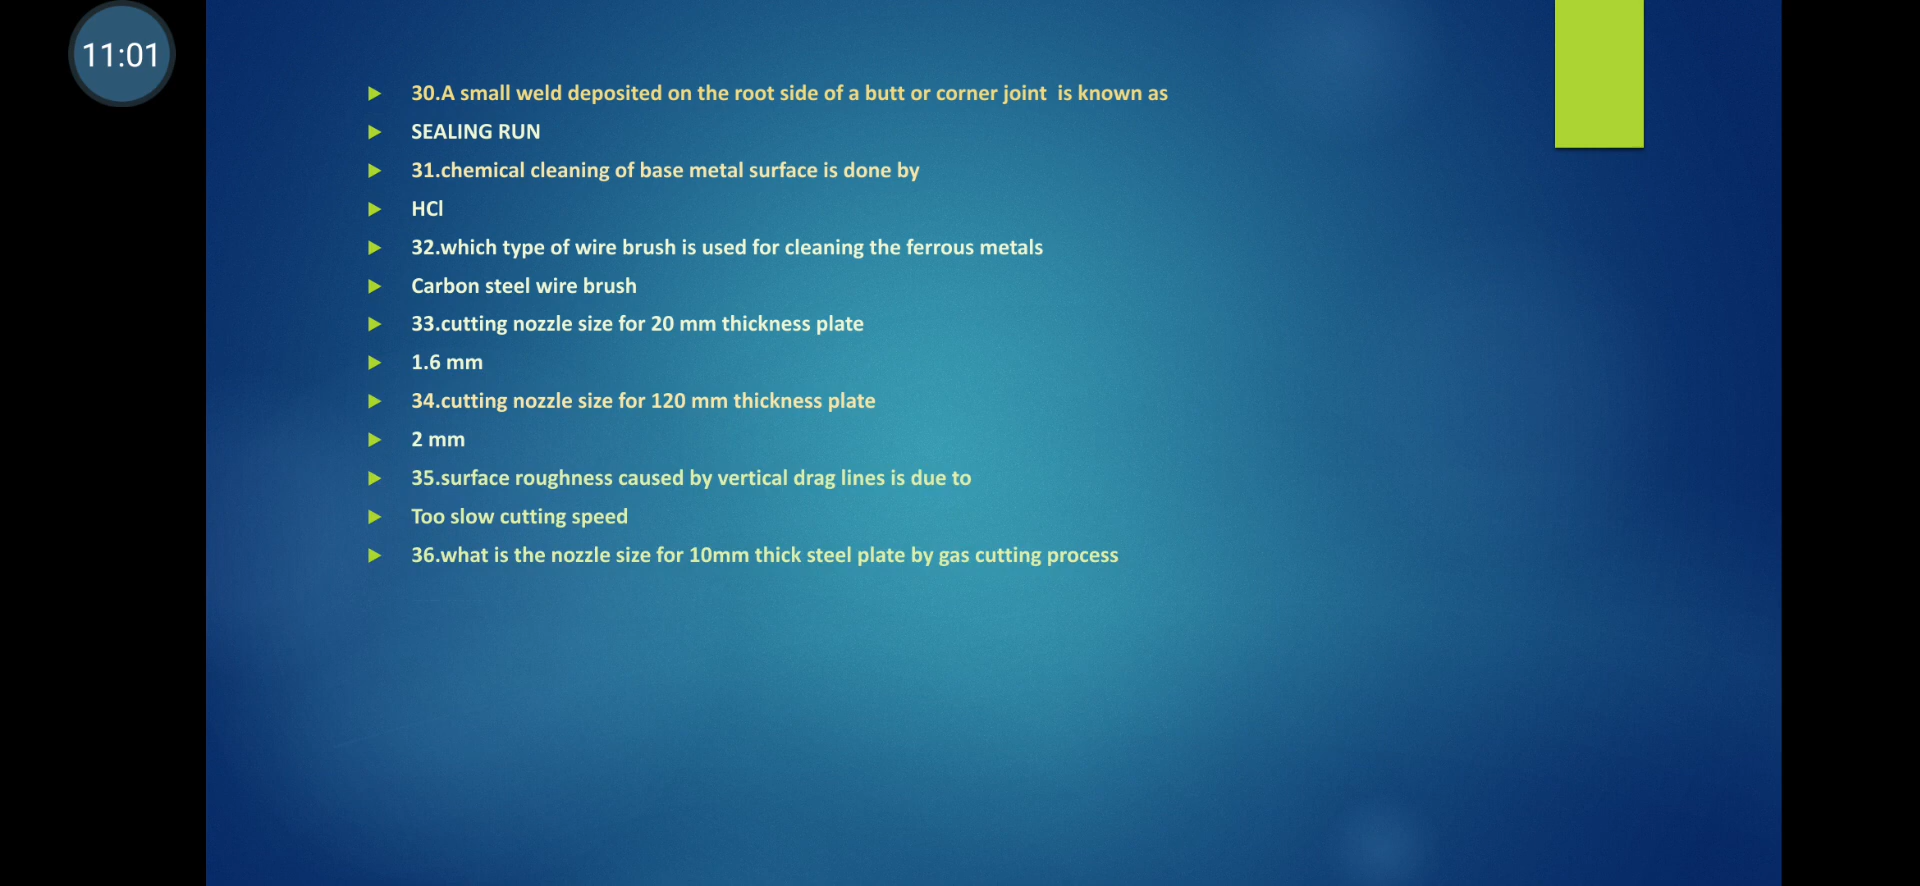 11:01
30.A small weld deposited on the root side of a butt or corner joint  is known as
SEALING RUN
31.chemical cleaning of base metal surface is done by
HCl
32.which type of wire brush is used for cleaning the ferrous metals
Carbon steel wire brush
33.cutting nozzle size for 20 mm thickness plate
1.6 mm
34.cutting nozzle size for 120 mm thickness plate
2 mm
35.surface roughness caused by vertical drag lines is due to
Too slow cutting speed
36.what is the nozzle size for 10mm thick steel plate by gas cutting process